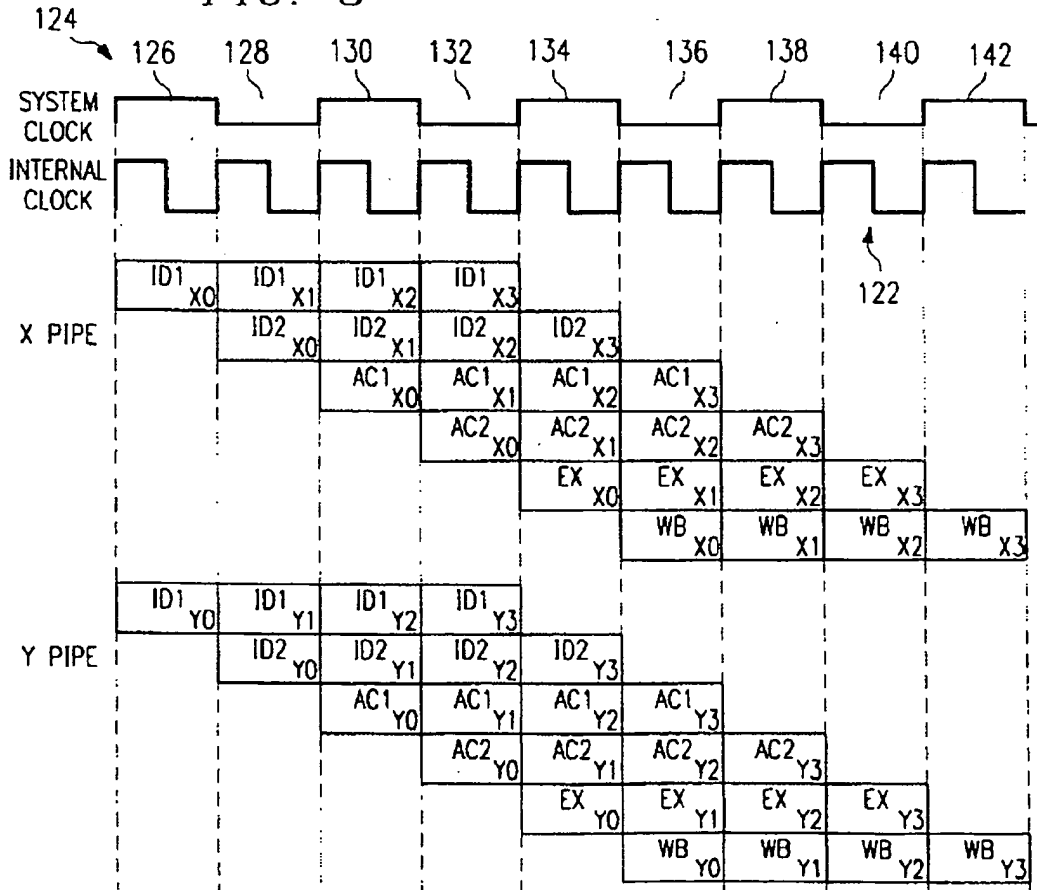 Fig. 3
124
126 128 130 132 134 136 138 140 142
SYSTEM
CLOCK
INTERNAL
CLOCK
122
ID1 X0 ID1 X1 ID1 X2 ID1 X3
X PIPE
ID2 X0 ID2 X1 ID2 X2 ID2 X3
AC1 X0 AC1 X1 AC1 X2 AC1 X3
AC2 X0 AC2 X1 AC2 X2 AC2 X3
EX X0 EX X1 EX X2 EX X3
WB X0 WB X1 WB X2 WB X3
ID1 Y0 ID1 Y1 ID1 Y2 ID1 Y3
Y PIPE
ID2 Y0 ID2 Y1 ID2 Y2 ID2 Y3
AC1 Y0 AC1 Y1 AC1 Y2 AC1 Y3
AC2 Y0 AC2 Y1 AC2 Y2 AC2 Y3
EX Y0 EX Y1 EX Y2 EX Y3
WB Y0 WB Y1 WB Y2 WB Y3